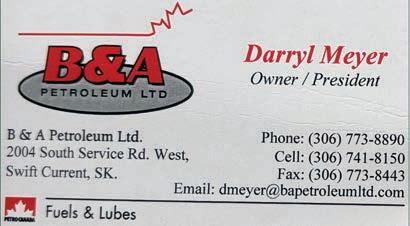 B&A
PETROLEUM LTD
Darryl Meyer
Owner / President
B & A Petroleum Ltd.
2004 South Service Rd. West,
Swift Current, SK.
Phone: (306) 773-8890
Cell: (306) 741-8150
Fax: (306) 773-8443
Email: dmeyer@bapetroleumltd.com
PETRO-CANADA
Fuels & Lubes